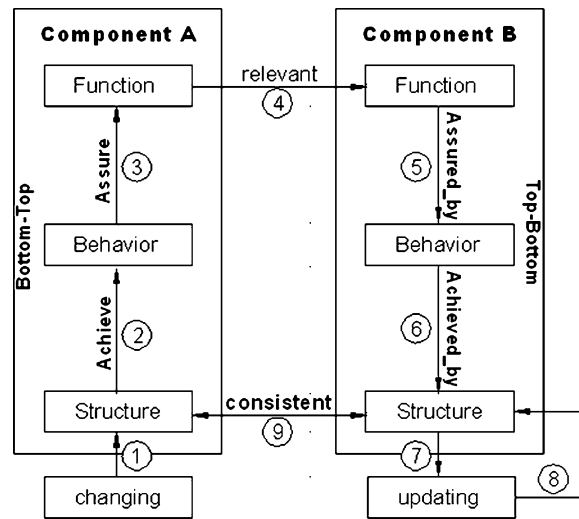 Component A
Component B
Function
relevant
Function
4
3
Assure
5
Assured_by
Bottom-Top
Top-Bottom
Behavior
Behavior
2
Achieve
6
Achieved_by
Structure
consistent
Structure
9
1
7
changing
updating
8